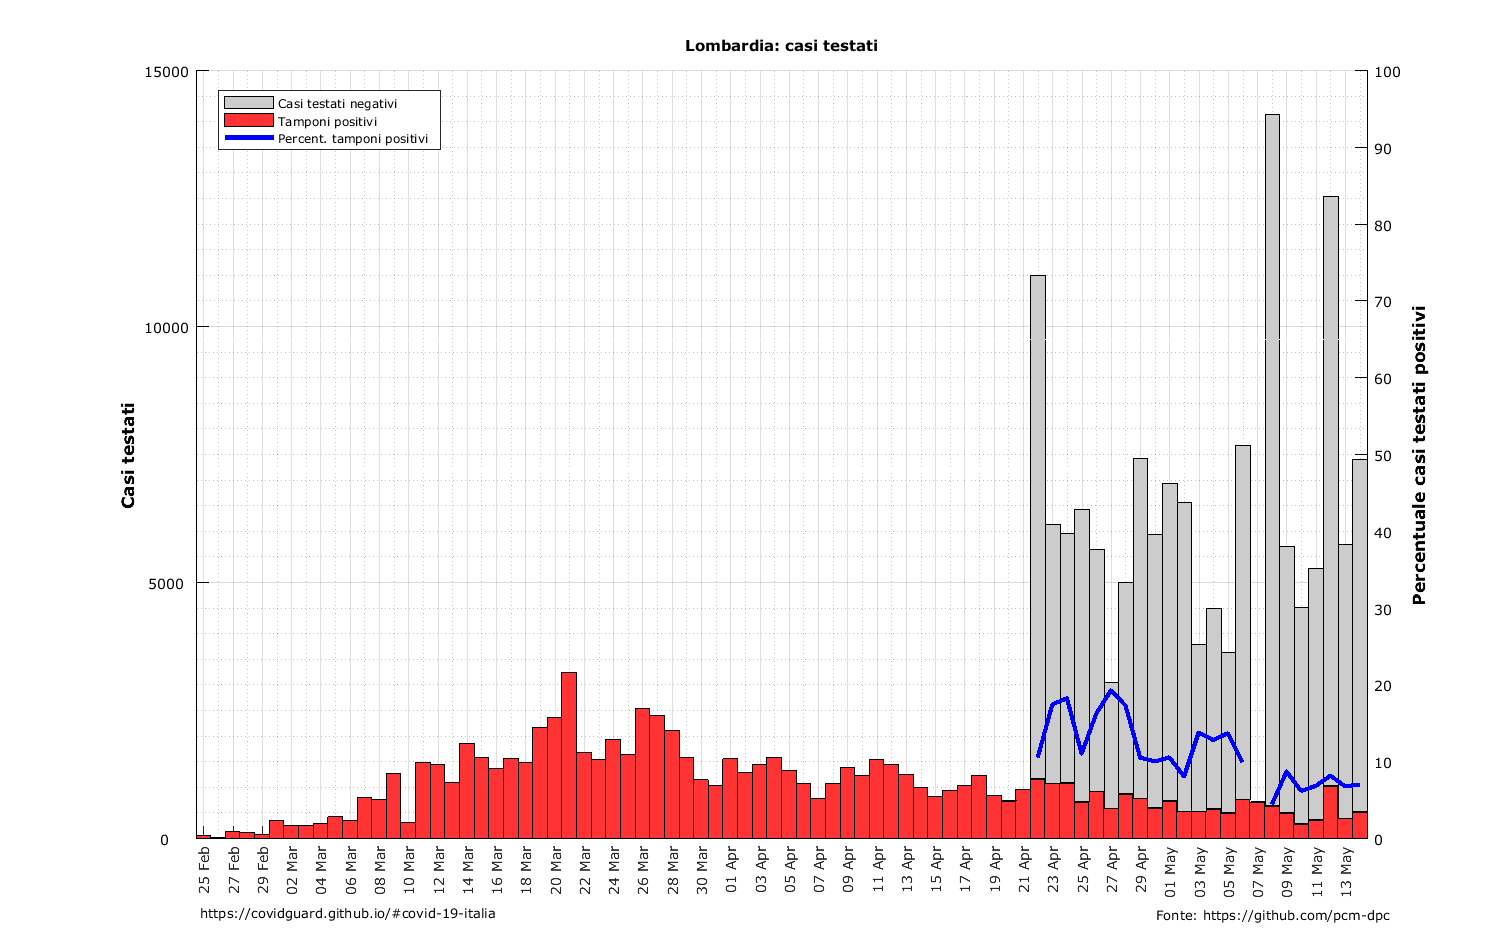 Lombardia: casi testati
15000
10000
5000
0
Casi testati
Casi testati negativi
Tamponi positivi
Percent. tamponi positivi
100
90
80
70
60
50
40
30
20
10
0
Percentuale casi testati positivi
25 Feb
27 Feb
29 Feb
02 Mar
04 Mar
06 Mar
08 Mar
10 Mar
12 Mar
14 Mar
16 Mar
18 Mar
20 Mar
22 Mar
24 Mar
26 Mar
28 Mar
30 Mar
01 Apr
03 Apr
05 Apr
07 Apr
09 Apr
11 Apr
13 Apr
15 Apr
17 Apr
19 Apr
21 Apr
23 Apr
25 Apr
27 Apr
29 Apr
01 May
03 May
05 May
07 May
09 May
11 May
13 May
https://covidguard.github.io/#covid-19-italia
Fonte: https://github.com/pcm-dpc